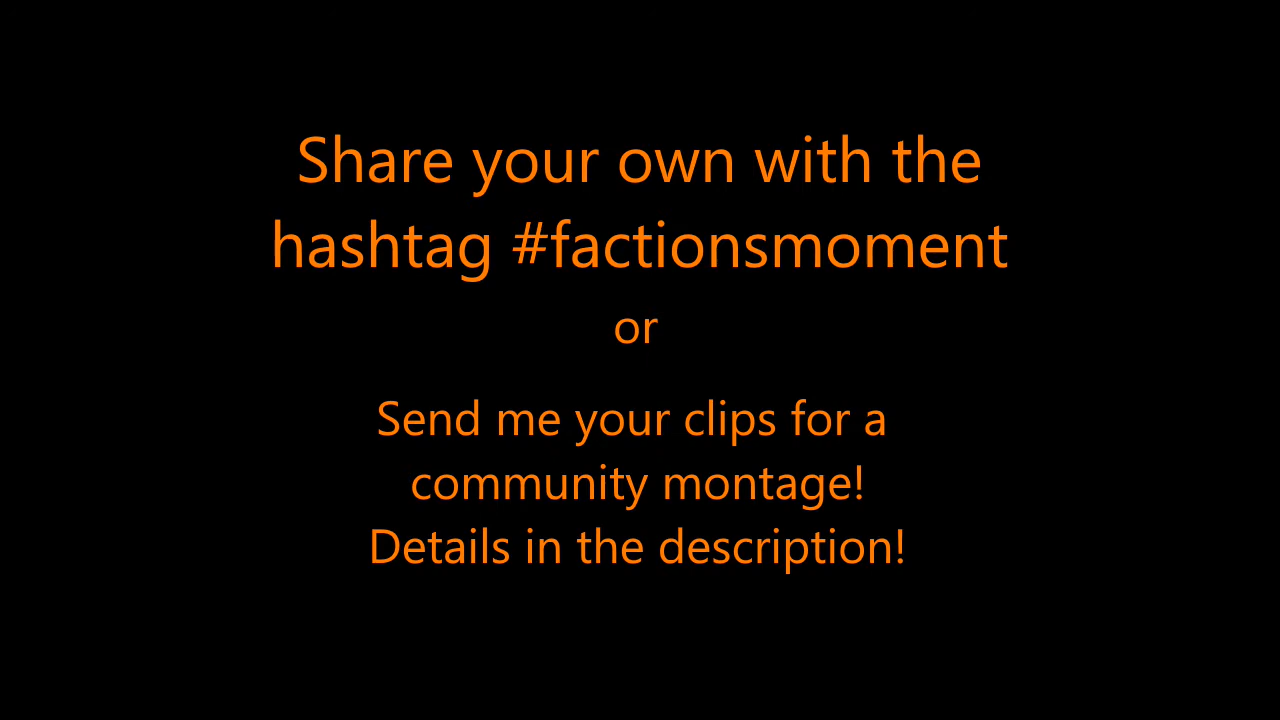 Share your own with the
hashtag #factionsmoment
or
Send me your clips for a
community montage!
Details in the description!